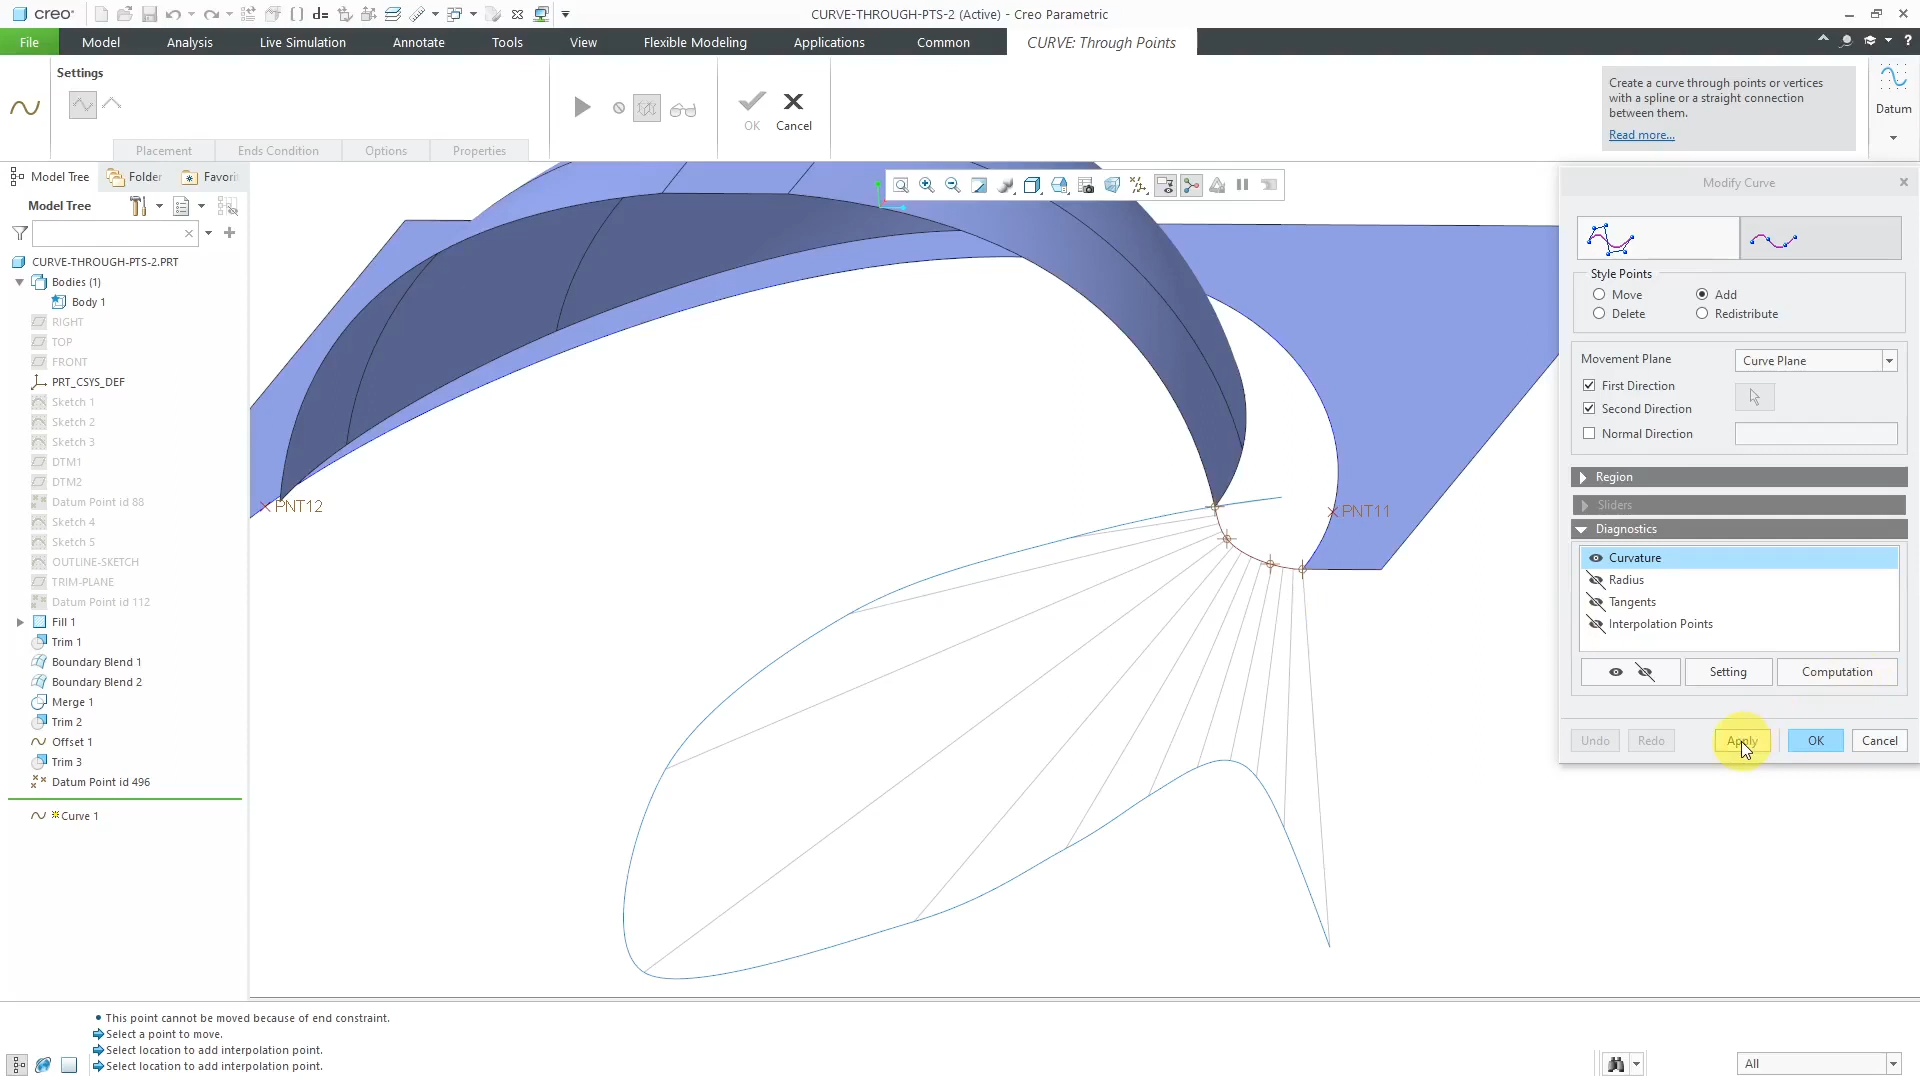 creo
CURVE-THROUGH-PTS-2 (Active) - Creo Parametric
File
Model
Analysis
Live Simulation
Annotate
Tools
View
Flexible Modeling
Applications
Common
CURVE: Through Points
Settings
OK
Cancel
Placement
Ends Condition
Options
Properties
Create a curve through points or vertices
with a spline or a straight connection
between them.
Read more...
Datum
Model Tree
Folder
Favori
Model Tree
CURVE-THROUGH-PTS-2.PRT
Bodies (1)
Body 1
RIGHT
TOP
FRONT
PRT_CSYS_DEF
Sketch 1
Sketch 2
Sketch 3
DTM1
DTM2
Datum Point id 88
Sketch 4
Sketch 5
OUTLINE-SKETCH
TRIM-PLANE
Datum Point id 112
Fill 1
Trim 1
Boundary Blend 1
Boundary Blend 2
Merge 1
Trim 2
Offset 1
Trim 3
Datum Point id 496
Curve 1
PNT12
PNT11
Modify Curve
Style Points
Move
Add
Delete
Redistribute
Movement Plane
Curve Plane
First Direction
Second Direction
Normal Direction
Region
Sliders
Diagnostics
Curvature
Radius
Tangents
Interpolation Points
Setting
Computation
Undo
Redo
Apply
OK
Cancel
This point cannot be moved because of end constraint.
Select a point to move.
Select location to add interpolation point.
Select location to add interpolation point.
All